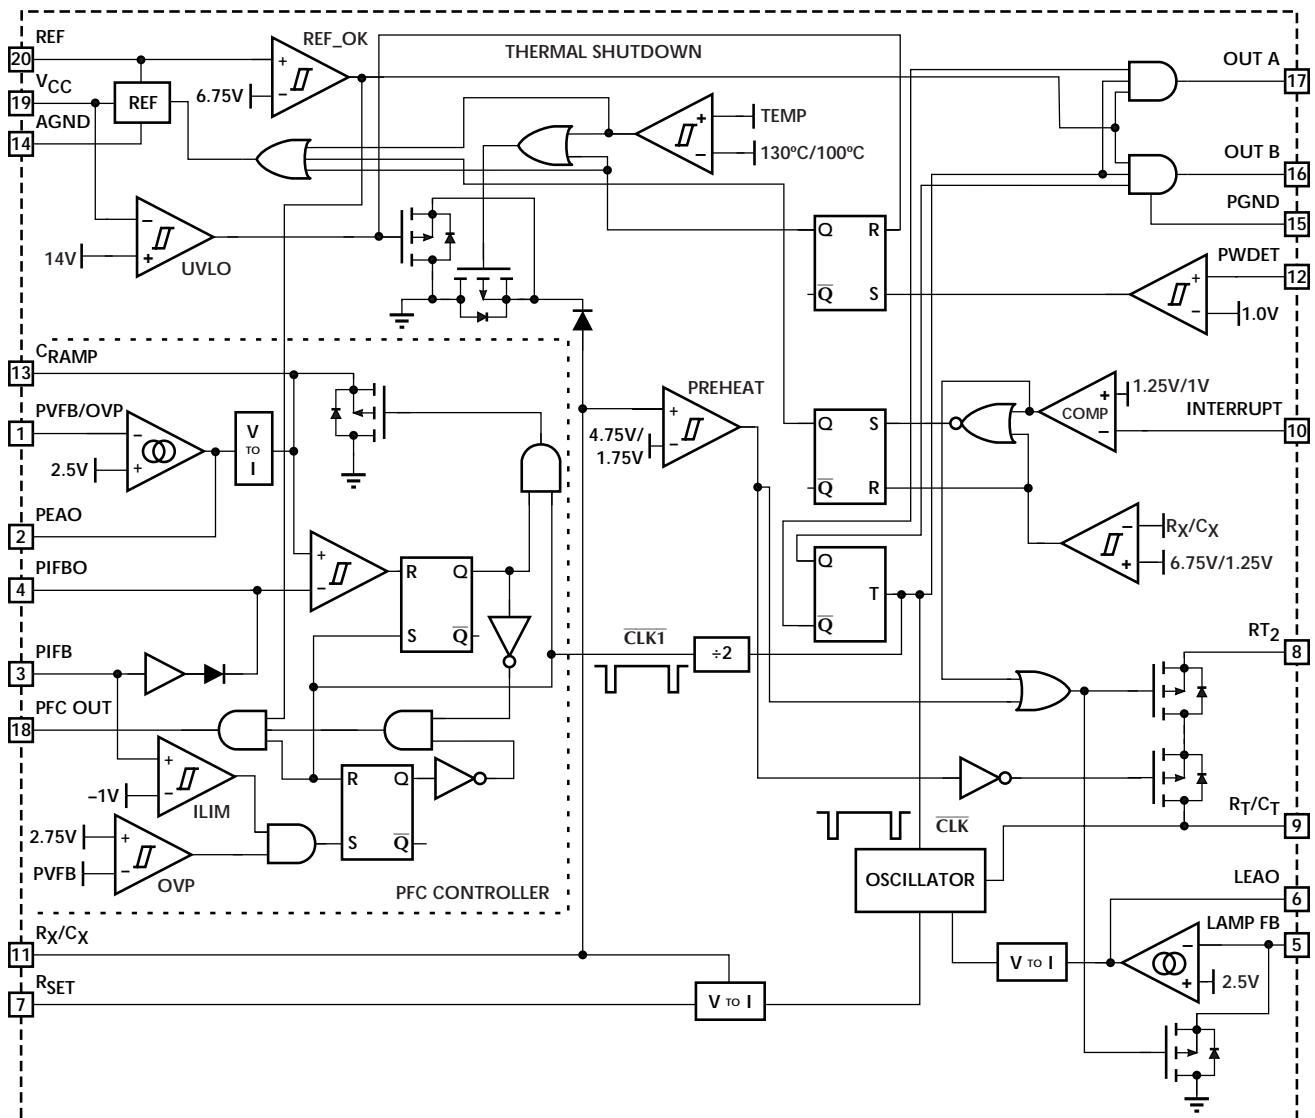 REF
20
REF_OK
THERMAL SHUTDOWN
OUT A
17
VCC
19
REF
6.75V
+
−
AGND
14
TEMP
+
−
130ºC/100ºC
OUT B
16
PGND
15
14V
−
+
UVLO
Q
R
Q
S
PWDET
12
+
−
1.0V
CRAMP
13
PVFB/OVP
1
−
+
2.5V
V
TO
I
PREHEAT
+
−
4.75V/
1.75V
Q
S
Q
R
COMP
+
−
1.25V/1V
INTERRUPT
10
PEAO
2
PIFBO
4
+
−
R
Q
S
Q
Q
T
Q
−
+
RX/CX
6.75V/1.25V
CLK1
÷2
RT2
8
PIFB
3
PFC OUT
18
+
−
–1V
ILIM
R
Q
S
Q
2.75V
PVFB
+
−
OVP
PFC CONTROLLER
CLK
OSCILLATOR
RT/CT
9
LEAO
6
LAMP FB
5
−
+
2.5V
V TO I
RX/CX
11
RSET
7
V TO I